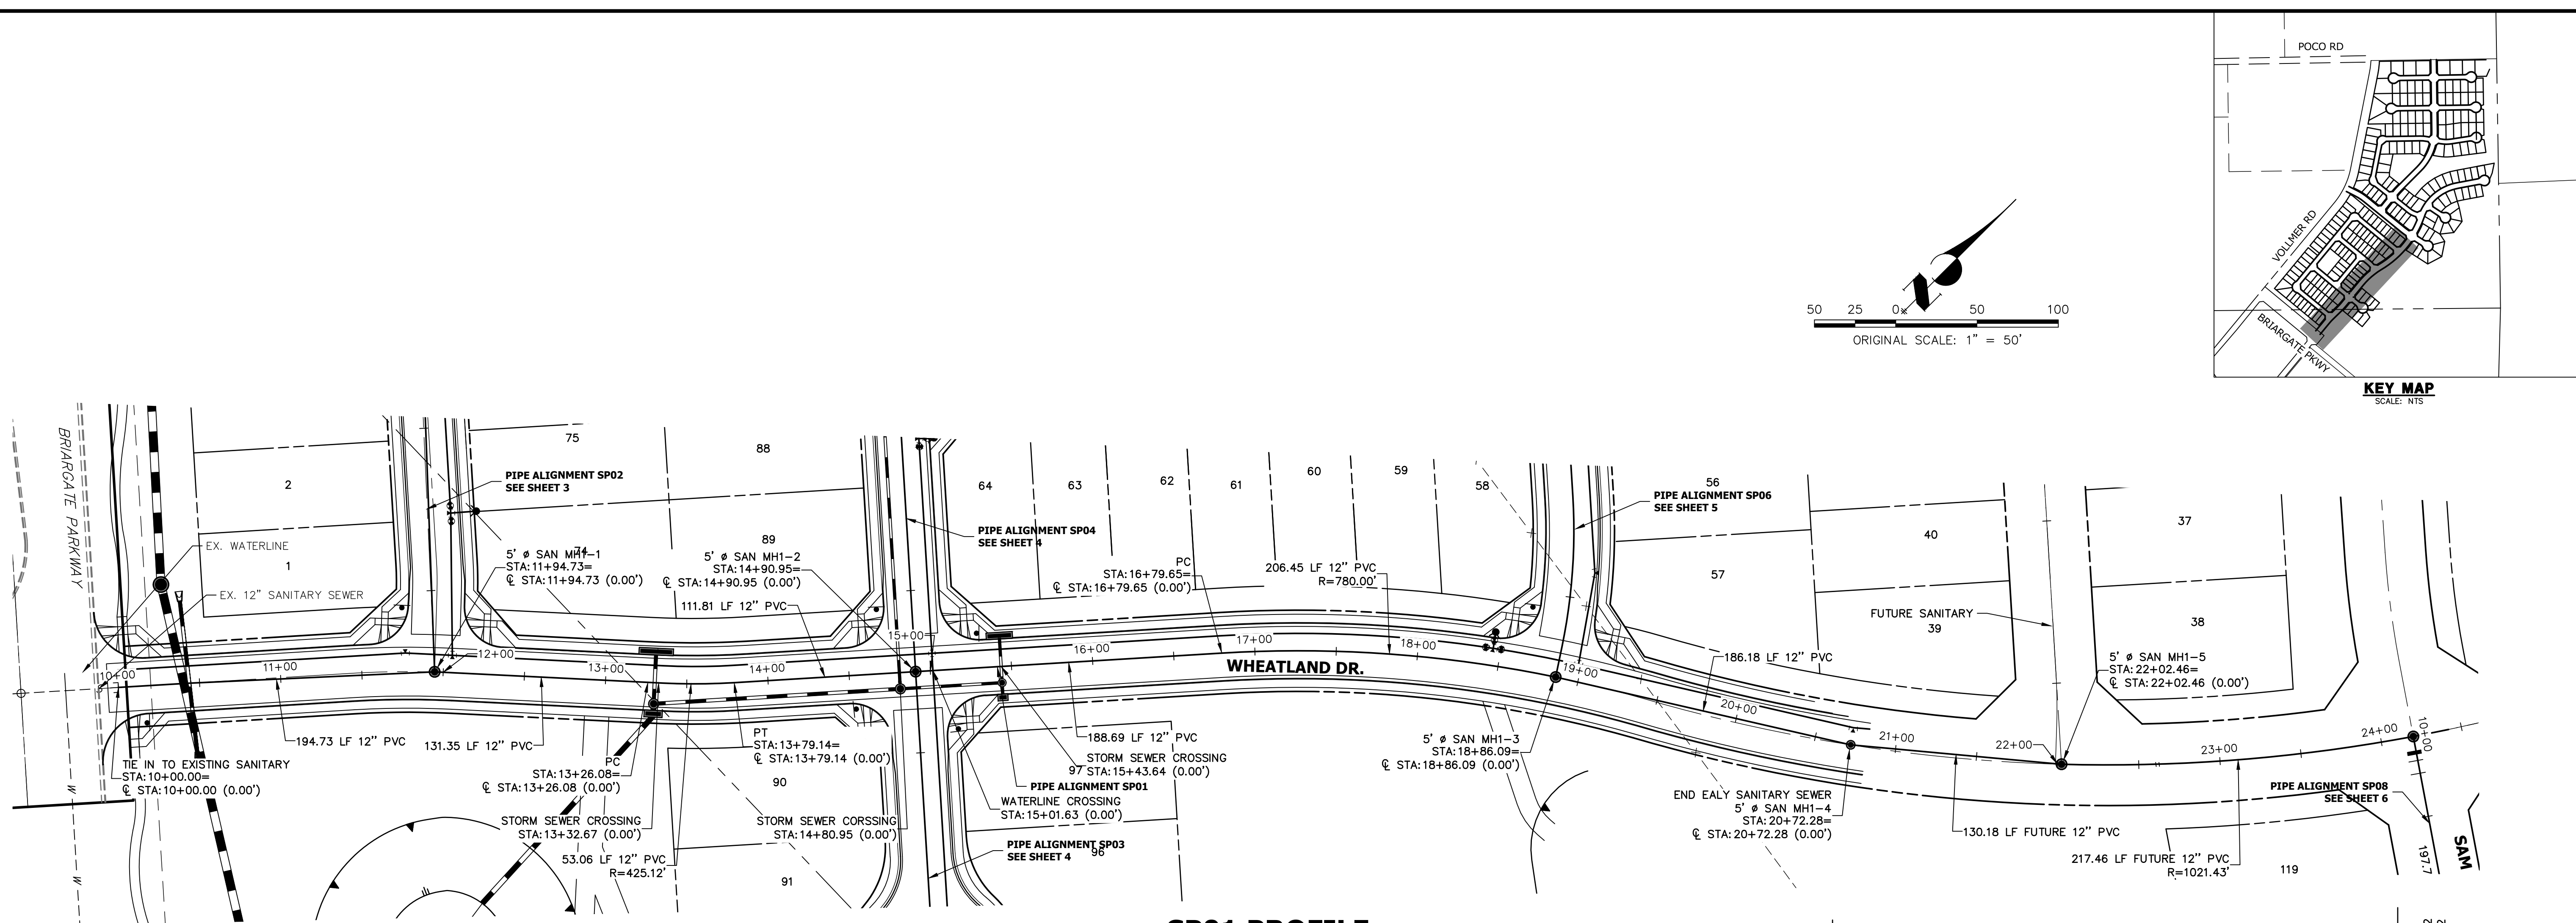 POCO RD
VOLLMER RD
BRIARGATE PKWY
KEY MAP
SCALE: NTS
50 25 0 50 100
ORIGINAL SCALE: 1" = 50'
BRIARGATE PARKWAY
2
1
EX. WATERLINE
EX. 12" SANITARY SEWER
75
88
74
89
PIPE ALIGNMENT SP02
SEE SHEET 3
5' ø SAN MH1-1
STA:11+94.73=
℄ STA:11+94.73 (0.00')
5' ø SAN MH1-2
STA:14+90.95=
℄ STA:14+90.95 (0.00')
111.81 LF 12" PVC
PIPE ALIGNMENT SP04
SEE SHEET 4
64
63
62
61
60
59
58
PC
STA:16+79.65=
℄ STA:16+79.65 (0.00')
206.45 LF 12" PVC
R=780.00'
PIPE ALIGNMENT SP06
SEE SHEET 5
56
57
40
39
FUTURE SANITARY
37
38
186.18 LF 12" PVC
5' ø SAN MH1-5
STA:22+02.46=
℄ STA:22+02.46 (0.00')
10+00
11+00
12+00
13+00
14+00
15+00
16+00
17+00
18+00
19+00
20+00
21+00
22+00
23+00
24+00
10+00
WHEATLAND DR.
TIE IN TO EXISTING SANITARY
STA:10+00.00=
℄ STA:10+00.00 (0.00')
194.73 LF 12" PVC
131.35 LF 12" PVC
PC
STA:13+26.08=
℄ STA:13+26.08 (0.00')
STORM SEWER CROSSING
STA:13+32.67 (0.00')
53.06 LF 12" PVC
R=425.12'
PT
STA:13+79.14=
℄ STA:13+79.14 (0.00')
90
STORM SEWER CORSSING
STA:14+80.95 (0.00')
91
188.69 LF 12" PVC
97
STORM SEWER CROSSING
STA:15+43.64 (0.00')
PIPE ALIGNMENT SP01
WATERLINE CROSSING
STA:15+01.63 (0.00')
PIPE ALIGNMENT SP03
SEE SHEET 4
96
5' ø SAN MH1-3
STA:18+86.09=
℄ STA:18+86.09 (0.00')
END EALY SANITARY SEWER
5' ø SAN MH1-4
STA:20+72.28=
℄ STA:20+72.28 (0.00')
130.18 LF FUTURE 12" PVC
217.46 LF FUTURE 12" PVC
R=1021.43'
PIPE ALIGNMENT SP08
SEE SHEET 6
119
197.7
SAM
W
W
SP01 PROFILE